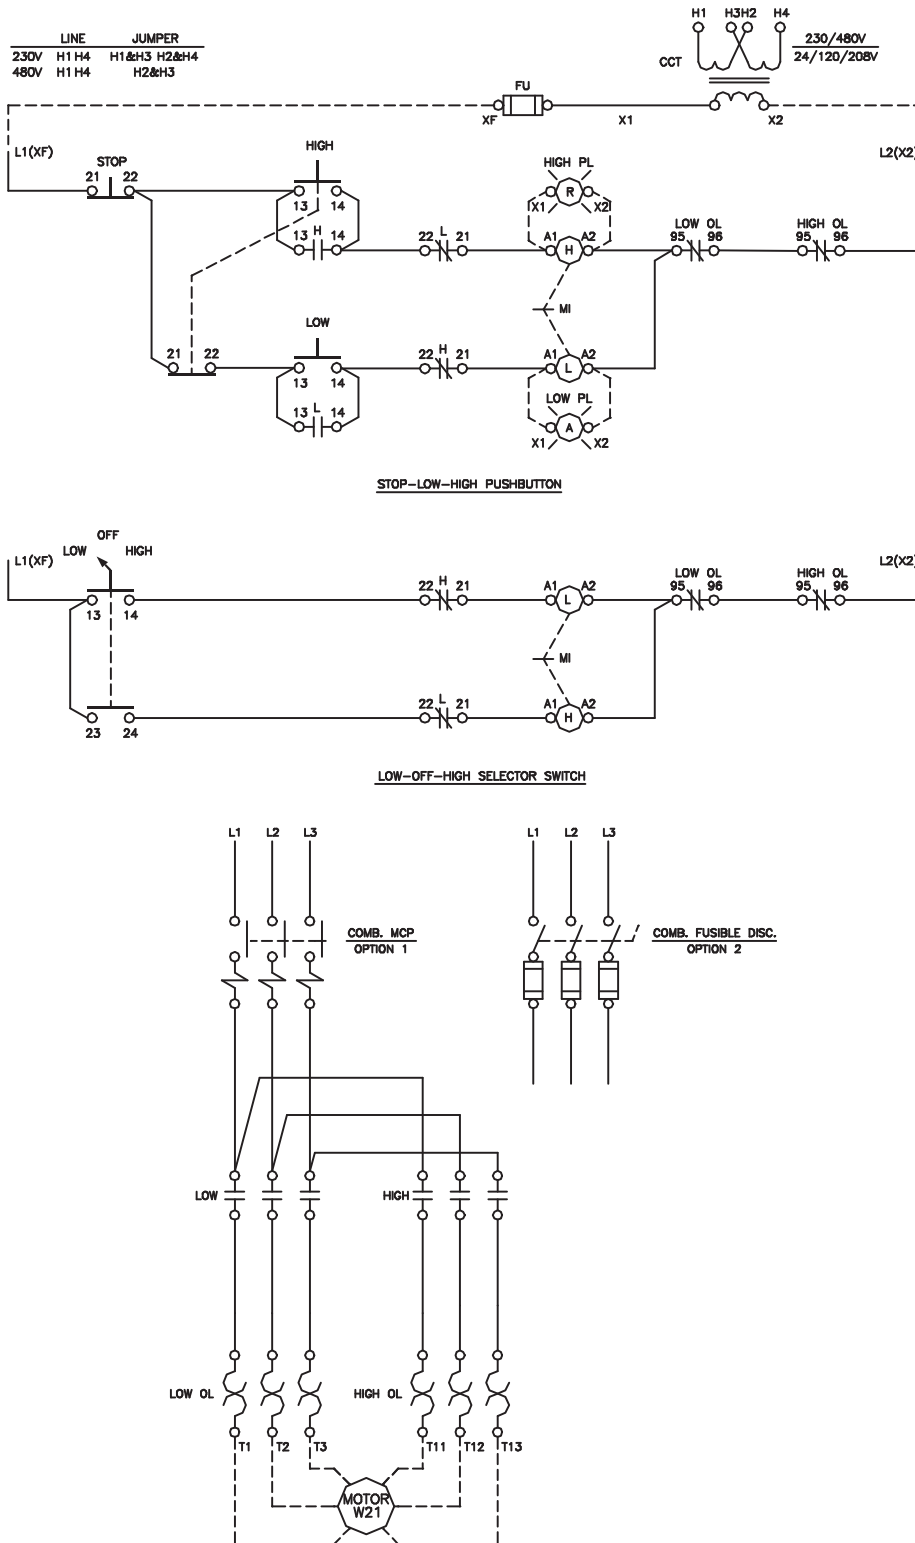 H1 H3 H2 H4
LINE JUMPER
230V H1 H4 H1&H3 H2&H4
480V H1 H4 H2&H3
CCT
230/480V
24/120/208V
FU
XF X1 X2
L1(XF) L2(X2)
STOP
21 22
HIGH
13 14
13 H 14
22 L 21
HIGH PL
R
X1 X2
A1 H A2
LOW OL
95 96
HIGH OL
95 96
MI
21 22
LOW
13 14
13 L 14
22 H 21
A1 L A2
LOW PL
A
X1 X2
STOP-LOW-HIGH PUSHBUTTON
L1(XF) L2(X2)
OFF
LOW HIGH
13 14
22 H 21
A1 L A2
LOW OL
95 96
HIGH OL
95 96
MI
23 24
22 L 21
A1 H A2
LOW-OFF-HIGH SELECTOR SWITCH
L1 L2 L3
COMB. MCP
OPTION 1
L1 L2 L3
COMB. FUSIBLE DISC.
OPTION 2
LOW HIGH
LOW OL HIGH OL
T1 T2 T3 T11 T12 T13
MOTOR
W21